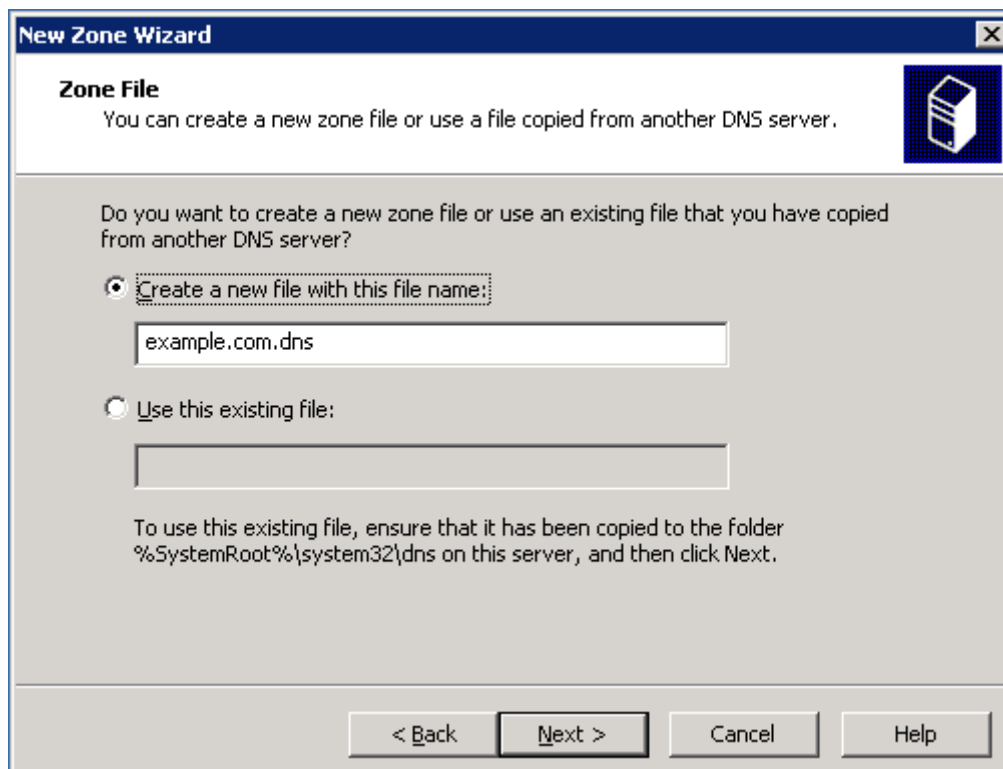 New Zone Wizard
Zone File
You can create a new zone file or use a file copied from another DNS server.
Do you want to create a new zone file or use an existing file that you have copied
from another DNS server?
Create a new file with this file name:
example.com.dns
Use this existing file:
To use this existing file, ensure that it has been copied to the folder
%SystemRoot%\system32\dns on this server, and then click Next.
< Back Next > Cancel Help